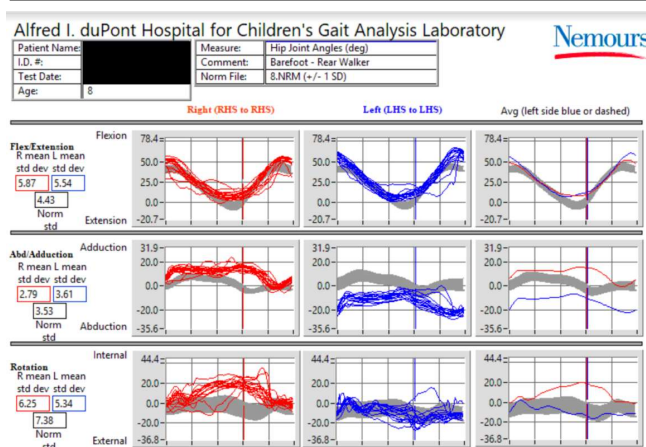 Alfred I. duPont Hospital for Children's Gait Analysis Laboratory
Nemours
Patient Name:
I.D. #:
Test Date:
Age: 8
Measure: Hip Joint Angles (deg)
Comment: Barefoot - Rear Walker
Norm File: 8.NRM (+/- 1 SD)
Right (RHS to RHS) Left (LHS to LHS) Avg (left side blue or dashed)
Flex/Extension
R mean L mean
std dev std dev
5.87 5.54
4.43
Norm
std
Flexion
Extension
78.4
50.0
25.0
0.0
-20.7
78.4
50.0
25.0
0.0
-20.7
78.4
50.0
25.0
0.0
-20.7
Abd/Adduction
R mean L mean
std dev std dev
2.79 3.61
3.53
Norm
std
Adduction
Abduction
31.9
20.0
0.0
-20.0
-35.6
31.9
20.0
0.0
-20.0
-35.6
31.9
20.0
0.0
-20.0
-35.6
Rotation
R mean L mean
std dev std dev
6.25 5.34
7.38
Norm
std
Internal
External
44.4
20.0
0.0
-20.0
-36.8
44.4
20.0
0.0
-20.0
-36.8
44.4
20.0
0.0
-20.0
-36.8